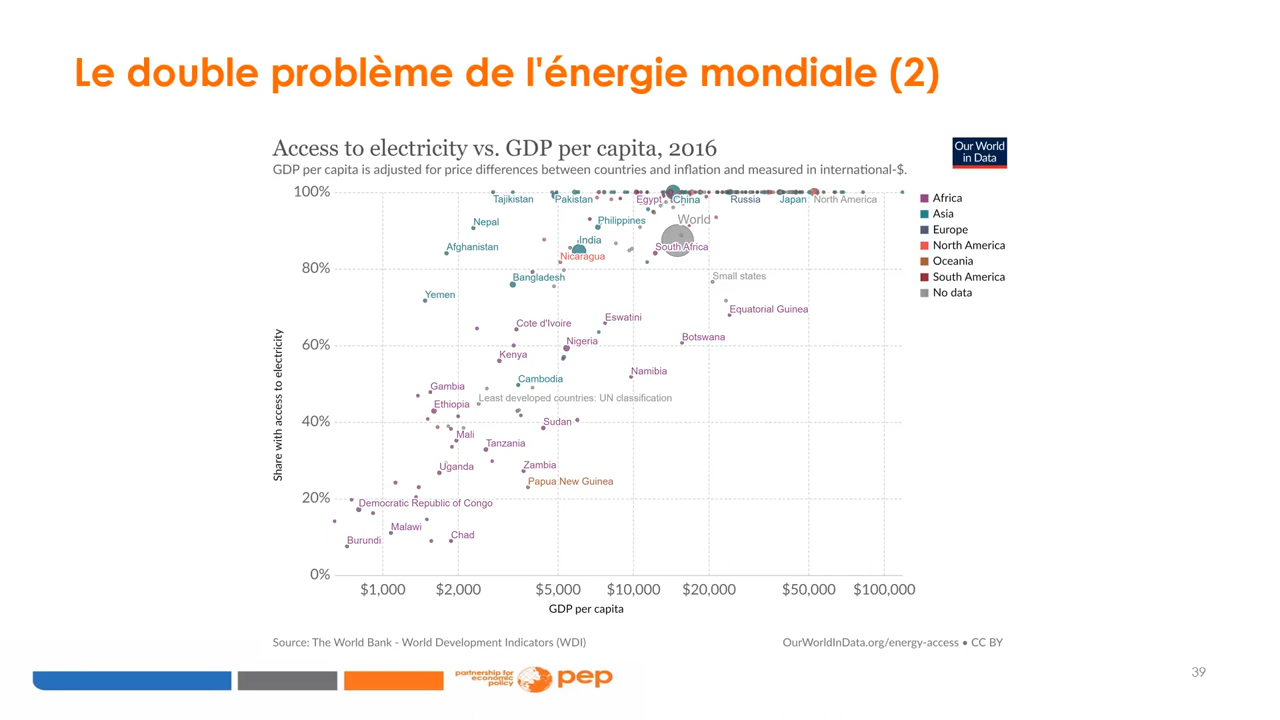 Le double problème de l'énergie mondiale (2)
Access to electricity vs. GDP per capita, 2016
GDP per capita is adjusted for price differences between countries and inflation and measured in international-$.
Our World
in Data
100%
80%
60%
40%
20%
0%
Share with access to electricity
Tajikistan
Pakistan
Egypt
China
Russia
Japan
North America
Nepal
Philippines
World
Afghanistan
India
South Africa
Nicaragua
Bangladesh
Small states
Yemen
Equatorial Guinea
Cote d'Ivoire
Eswatini
Nigeria
Botswana
Kenya
Namibia
Cambodia
Gambia
Least developed countries: UN classification
Ethiopia
Sudan
Mali
Tanzania
Uganda
Zambia
Papua New Guinea
Democratic Republic of Congo
Malawi
Chad
Burundi
$1,000
$2,000
$5,000
$10,000
$20,000
$50,000
$100,000
GDP per capita
Africa
Asia
Europe
North America
Oceania
South America
No data
Source: The World Bank - World Development Indicators (WDI)
OurWorldInData.org/energy-access • CC BY
partnership for
economic
policy
pep
39